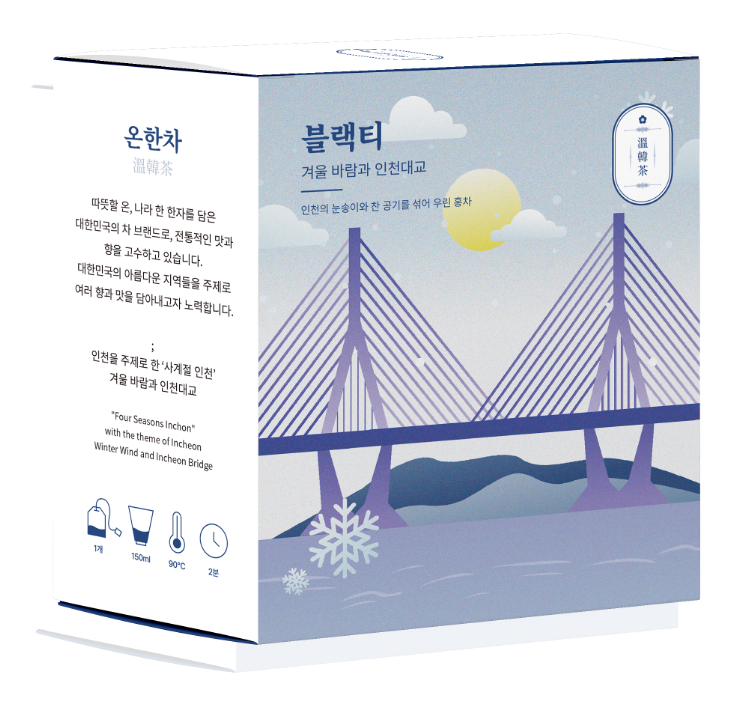 온한차
溫韓茶
따뜻할 온, 나라 한 한자를 담은
대한민국의 차 브랜드로, 전통적인 맛과
향을 고수하고 있습니다.
대한민국의 아름다운 지역들을 주제로
여러 향과 맛을 담아내고자 노력합니다.
;
인천을 주제로 한 '사계절 인천'
겨울 바람과 인천대교
"Four Seasons Inchon"
with the theme of Incheon
Winter Wind and Incheon Bridge
1개
150ml
90°C
2분
블랙티
겨울 바람과 인천대교
인천의 눈송이와 찬 공기를 섞어 우린 홍차
溫
韓
茶